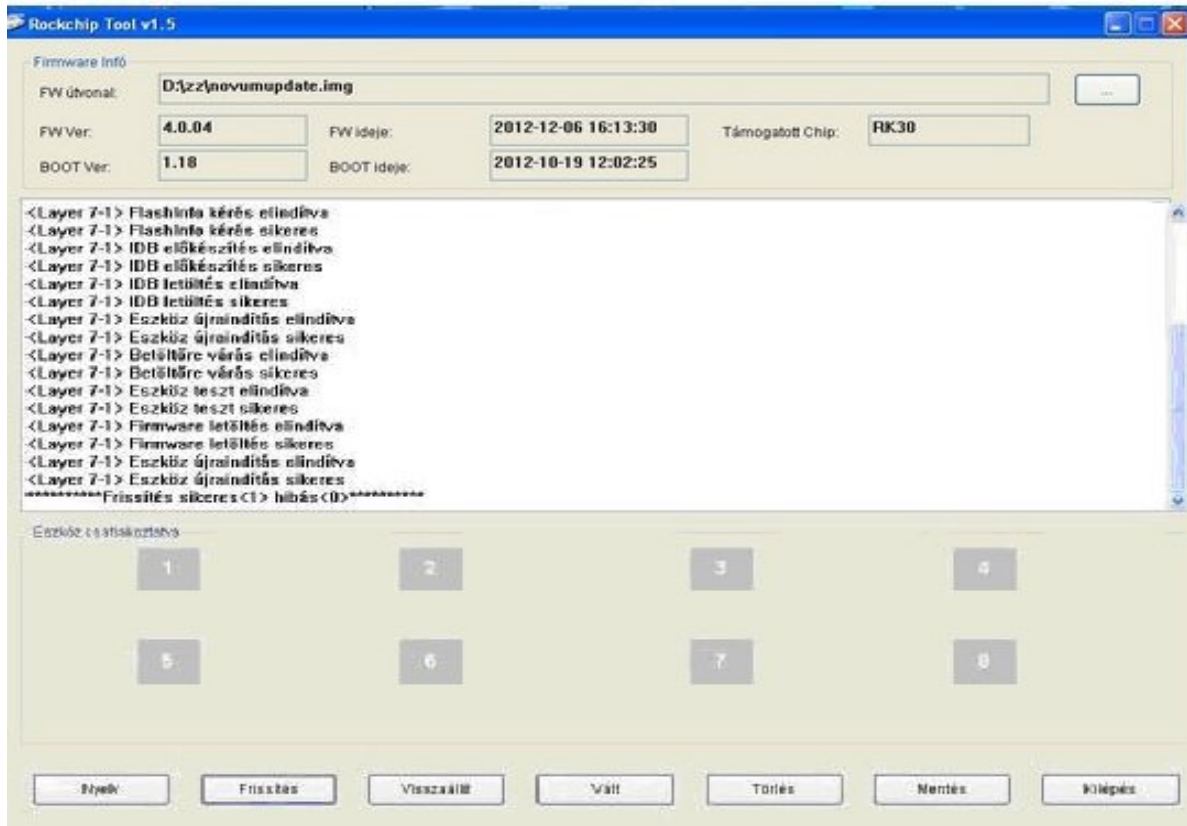 Rockchip Tool v1.5
Firmware Infó
FW útvonal: D:\zz\novumupdate.img ...
FW Ver: 4.0.04 FW ideje: 2012-12-06 16:13:30 Támogatott Chip: RK30
BOOT Ver: 1.18 BOOT ideje: 2012-10-19 12:02:25
<Layer 7-1> FlashInfo kérés elindítva
<Layer 7-1> FlashInfo kérés sikeres
<Layer 7-1> IDB előkészítés elindítva
<Layer 7-1> IDB előkészítés sikeres
<Layer 7-1> IDB letöltés elindítva
<Layer 7-1> IDB letöltés sikeres
<Layer 7-1> Eszköz újraindítás elindítva
<Layer 7-1> Eszköz újraindítás sikeres
<Layer 7-1> Betöltőre várás elindítva
<Layer 7-1> Betöltőre várás sikeres
<Layer 7-1> Eszköz teszt elindítva
<Layer 7-1> Eszköz teszt sikeres
<Layer 7-1> Firmware letöltés elindítva
<Layer 7-1> Firmware letöltés sikeres
<Layer 7-1> Eszköz újraindítás elindítva
<Layer 7-1> Eszköz újraindítás sikeres
**********Frissítés sikeres<1> hibás<0>**********
Eszköz csatlakoztatva
1 2 3 4
5 6 7 8
Nyelv Frissítés Visszaállít Vált Törlés Mentés Kilépés